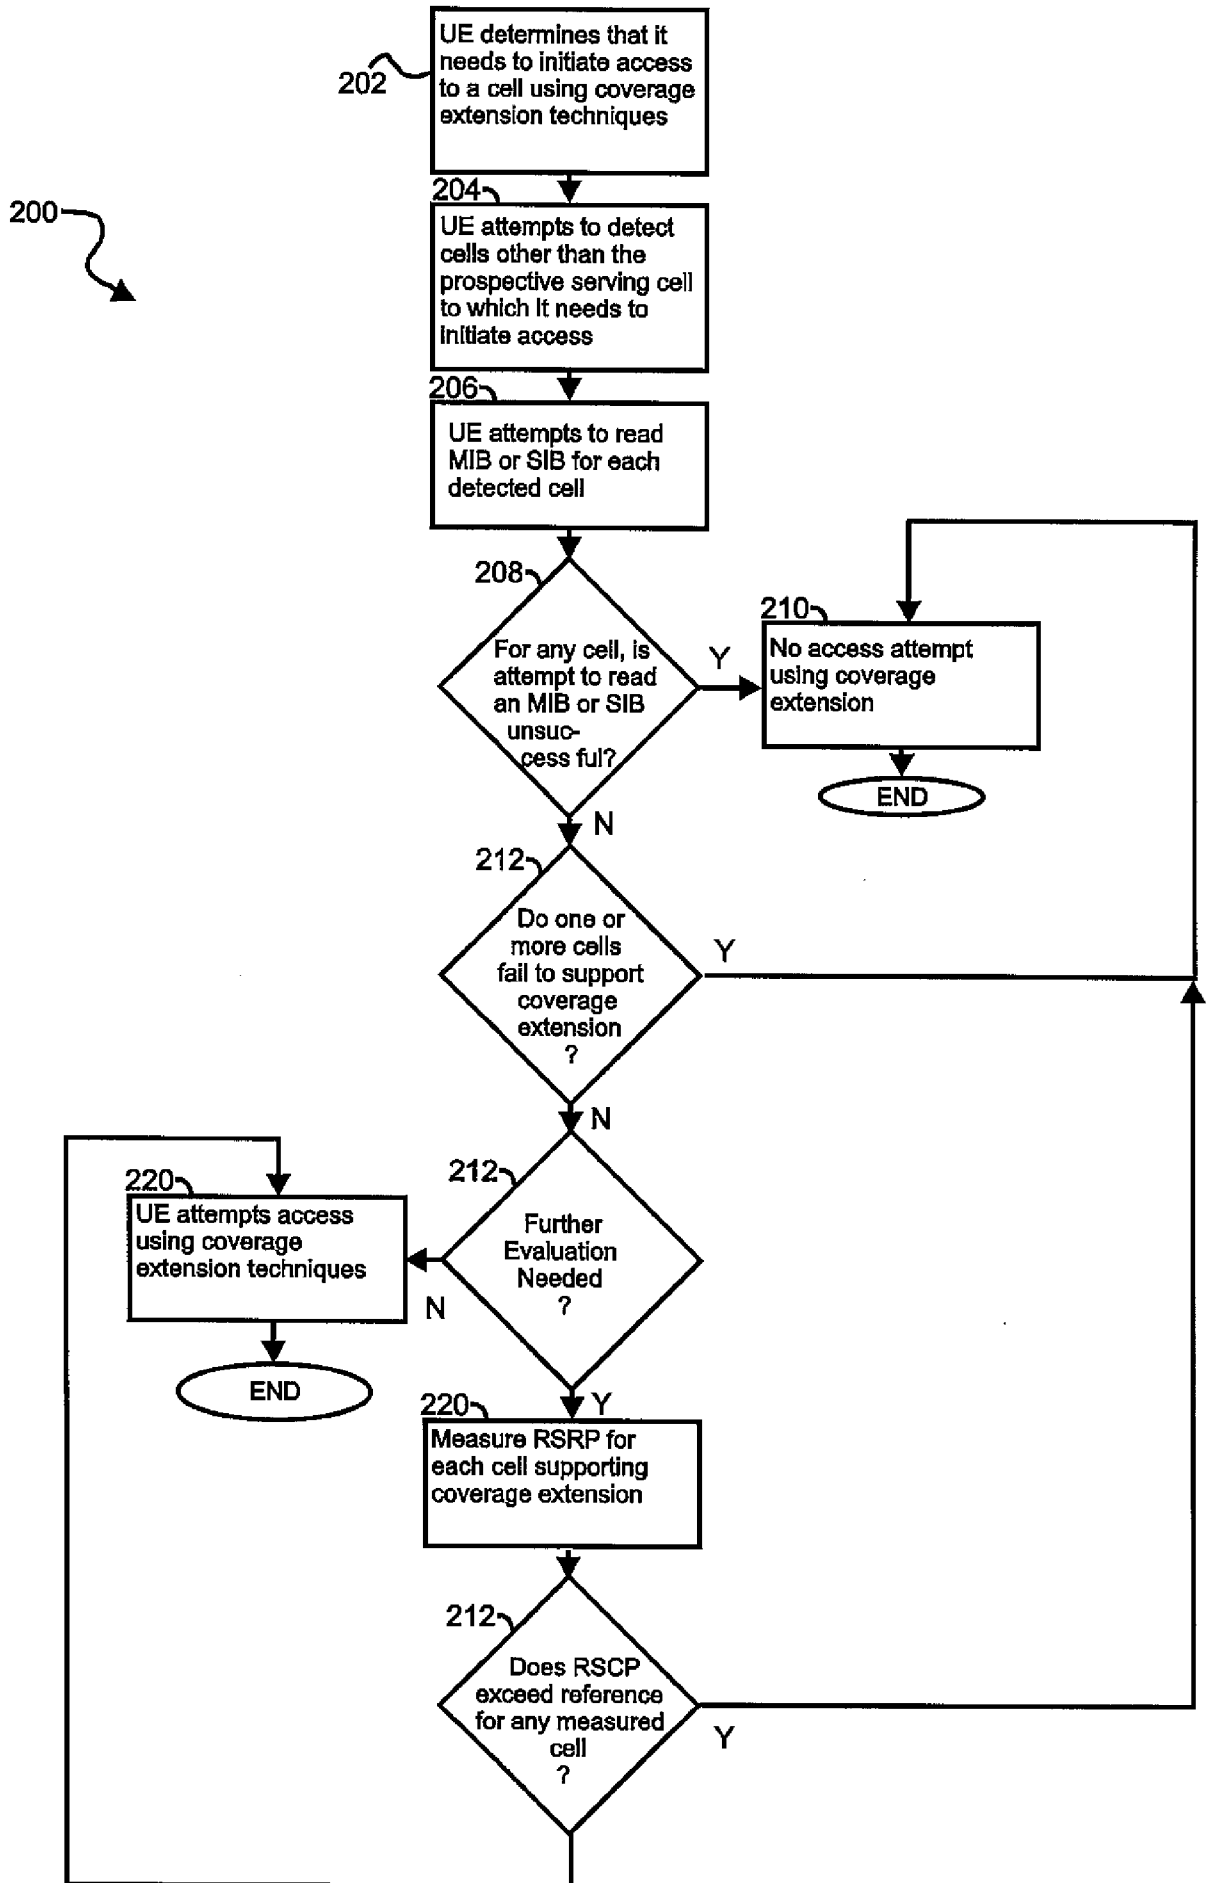 UE determines that it
needs to initiate access
to a cell using coverage
extension techniques
202
200
204
UE attempts to detect
cells other than the
prospective serving cell
to which it needs to
initiate access
206
UE attempts to read
MIB or SIB for each
detected cell
208
For any cell, is
attempt to read
an MIB or SIB
unsuc-
cess ful?
Y
210
No access attempt
using coverage
extension
END
N
212
Do one or
more cells
fail to support
coverage
extension
?
Y
N
212
Further
Evaluation
Needed
?
220
UE attempts access
using coverage
extension techniques
N
END
Y
220
Measure RSRP for
each cell supporting
coverage extension
212
Does RSCP
exceed reference
for any measured
cell
?
Y